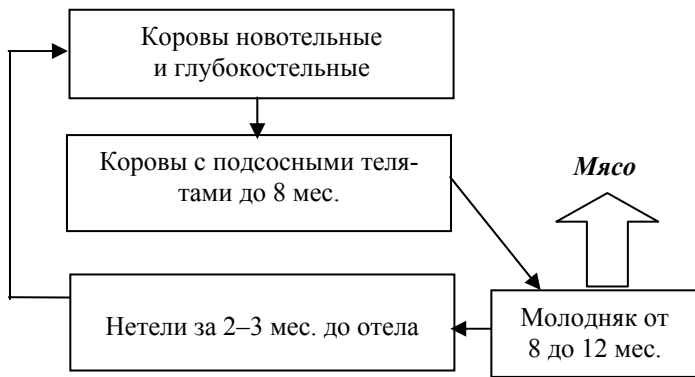 Коровы новотельные
и глубокостельные
Коровы с подсосными теля-
тами до 8 мес.
Мясо
Нетели за 2–3 мес. до отела
Молодняк от
8 до 12 мес.